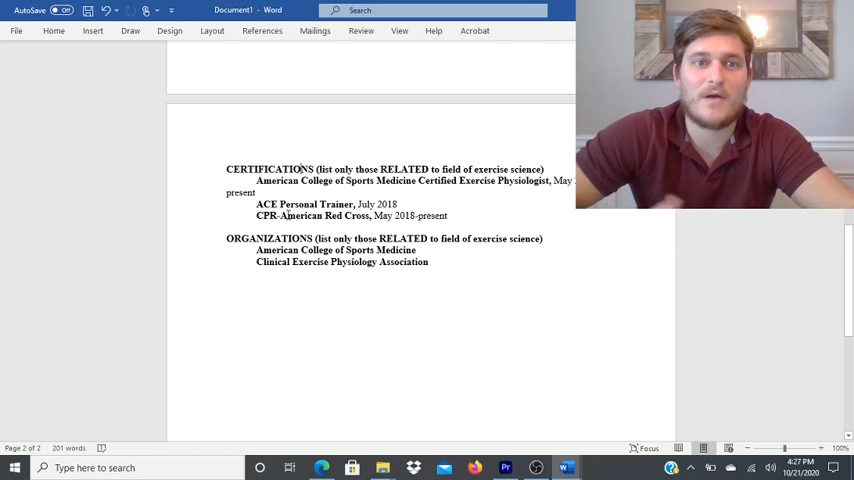 AutoSave Off Document1 - Word Search
File Home Insert Draw Design Layout References Mailings Review View Help Acrobat
CERTIFICATIONS (list only those RELATED to field of exercise science)
American College of Sports Medicine Certified Exercise Physiologist, May
present
ACE Personal Trainer, July 2018
CPR-American Red Cross, May 2018-present
ORGANIZATIONS (list only those RELATED to field of exercise science)
American College of Sports Medicine
Clinical Exercise Physiology Association
Page 2 of 2 201 words Focus 100%
Type here to search 4:27 PM
10/21/2020